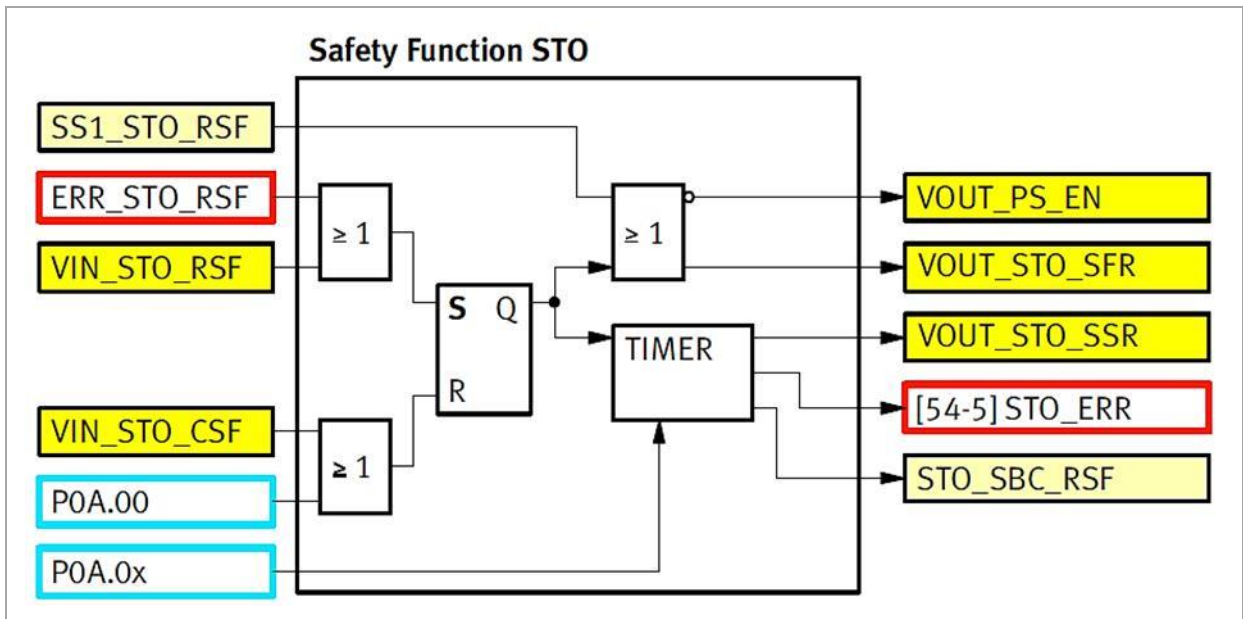 Safety Function STO
SS1_STO_RSF
ERR_STO_RSF
VIN_STO_RSF
VIN_STO_CSF
P0A.00
P0A.0x
≥ 1
≥ 1
S Q
R
≥ 1
TIMER
VOUT_PS_EN
VOUT_STO_SFR
VOUT_STO_SSR
[54-5] STO_ERR
STO_SBC_RSF